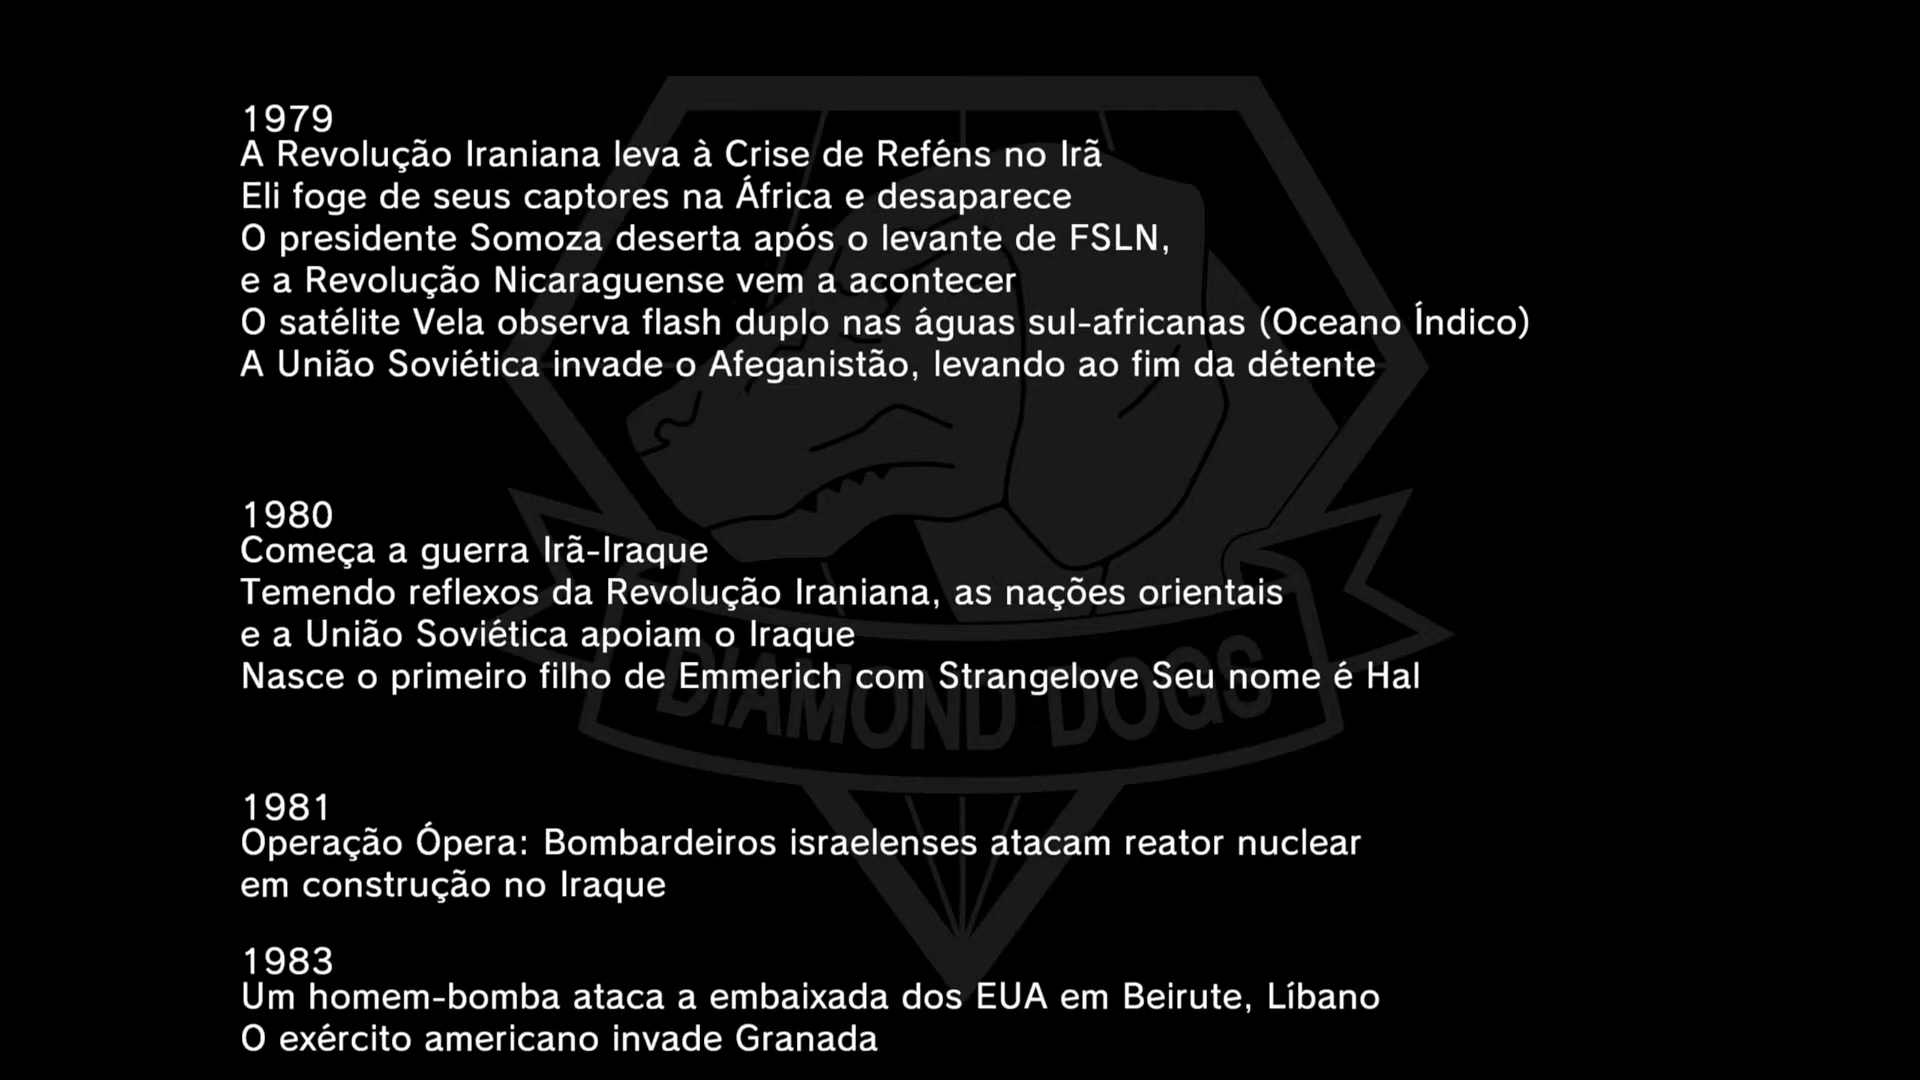 1979
A Revolução Iraniana leva à Crise de Reféns no Irã
Eli foge de seus captores na África e desaparece
O presidente Somoza deserta após o levante de FSLN,
e a Revolução Nicaraguense vem a acontecer
O satélite Vela observa flash duplo nas águas sul-africanas (Oceano Índico)
A União Soviética invade o Afeganistão, levando ao fim da détente
1980
Começa a guerra Irã-Iraque
Temendo reflexos da Revolução Iraniana, as nações orientais
e a União Soviética apoiam o Iraque
Nasce o primeiro filho de Emmerich com Strangelove Seu nome é Hal
DIAMOND DOGS
1981
Operação Ópera: Bombardeiros israelenses atacam reator nuclear
em construção no Iraque
1983
Um homem-bomba ataca a embaixada dos EUA em Beirute, Líbano
O exército americano invade Granada